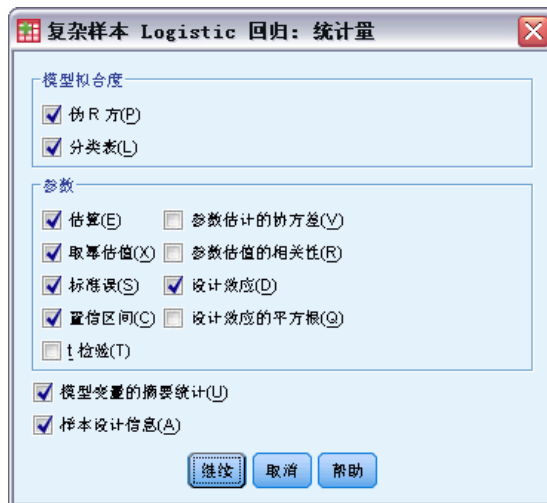 复杂样本 Logistic 回归: 统计量
模型拟合度
伪 R 方(P)
分类表(L)
参数
估算(E) 参数估计的协方差(V)
取幂估值(X) 参数估值的相关性(R)
标准误(S) 设计效应(D)
置信区间(C) 设计效应的平方根(Q)
t 检验(T)
模型变量的摘要统计(U)
样本设计信息(A)
继续 取消 帮助